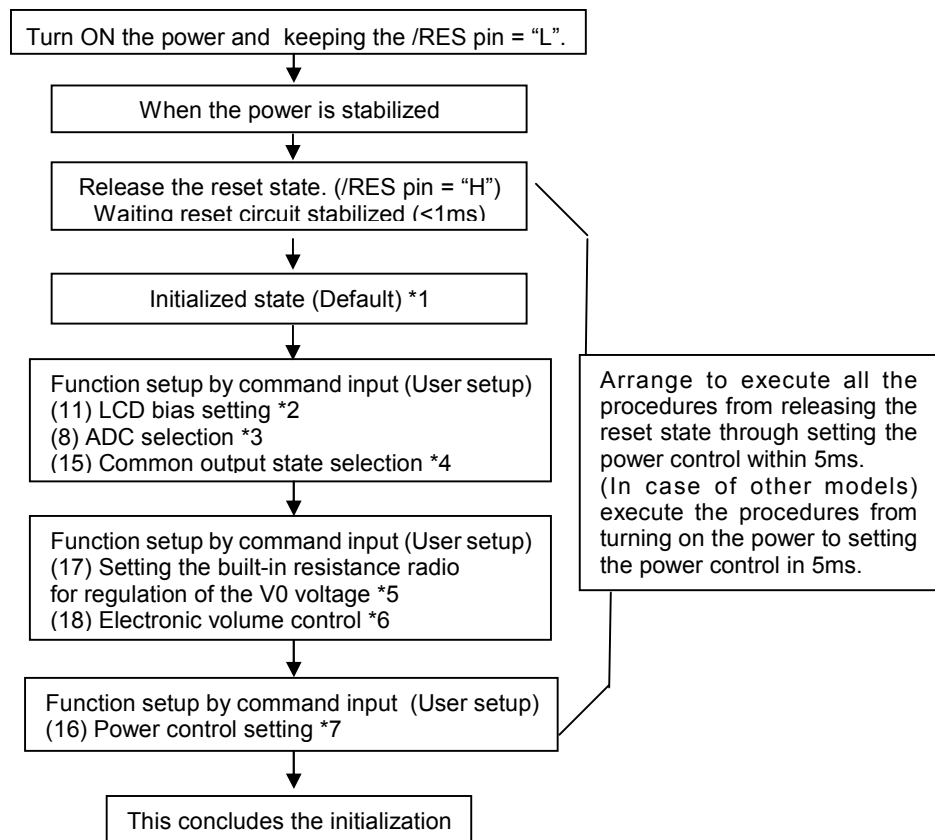 Turn ON the power and keeping the /RES pin = “L”.
When the power is stabilized
Release the reset state. (/RES pin = “H”)
Waiting reset circuit stabilized (<1ms)
Initialized state (Default) *1
Function setup by command input (User setup)
(11) LCD bias setting *2
(8) ADC selection *3
(15) Common output state selection *4
Function setup by command input (User setup)
(17) Setting the built-in resistance radio
for regulation of the V0 voltage *5
(18) Electronic volume control *6
Function setup by command input (User setup)
(16) Power control setting *7
This concludes the initialization
Arrange to execute all the
procedures from releasing the
reset state through setting the
power control within 5ms.
(In case of other models)
execute the procedures from
turning on the power to setting
the power control in 5ms.